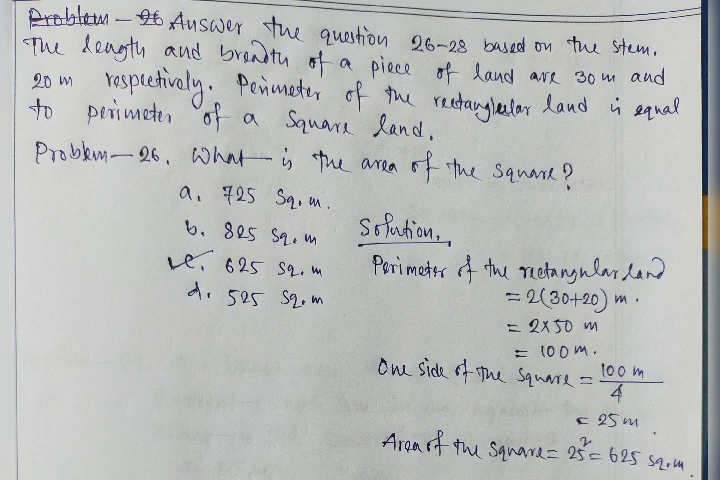 Problem - 26 Answer the question 26-28 based on the stem.
The length and breadth of a piece of land are 30 m and
20 m respectively. Perimeter of the rectanglular land is equal
to perimeter of a square land.
Problem - 26. What is the area of the square?
a. 725 Sq. m.
b. 825 Sq. m
c. 625 sq. m
d. 525 sq. m
Solution,
Perimeter of the rectangular land
= 2(30+20) m.
= 2×50 m
= 100 m.
One side of the square = 100 m / 4
= 25 m.
Area of the square = 25² = 625 sq. m.